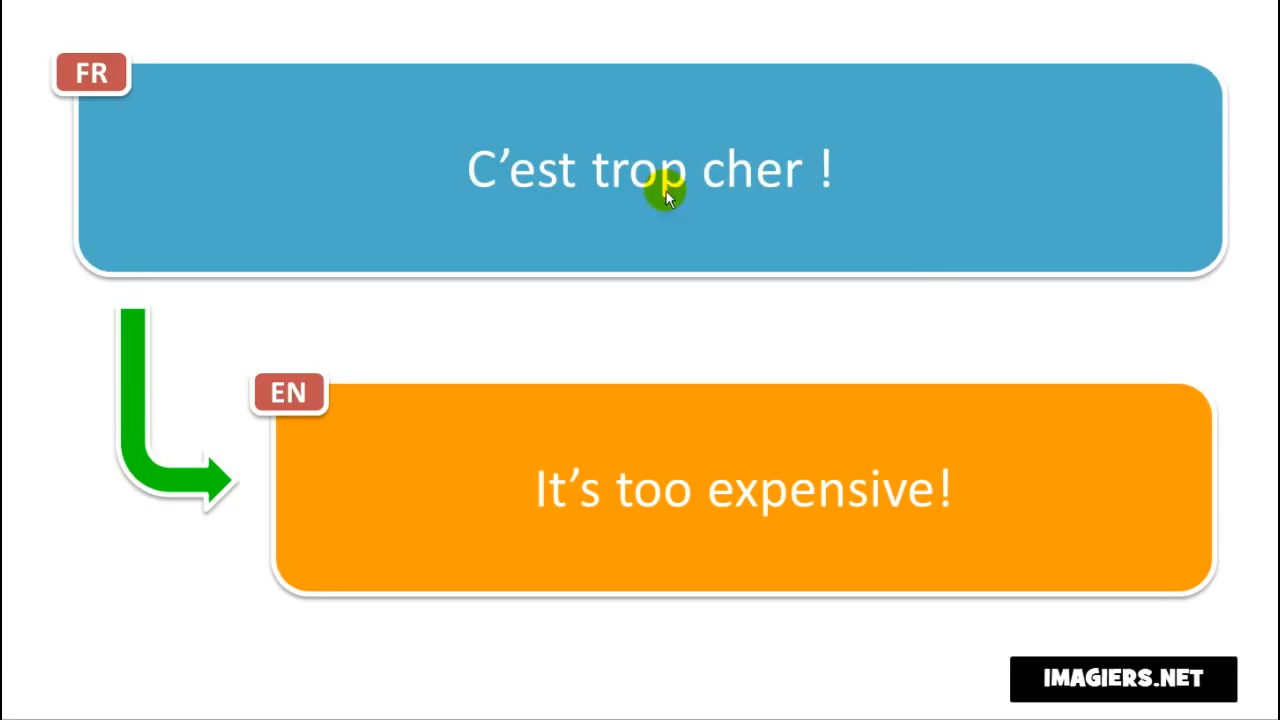 FR
C’est trop cher !
EN
It’s too expensive!
IMAGIERS.NET